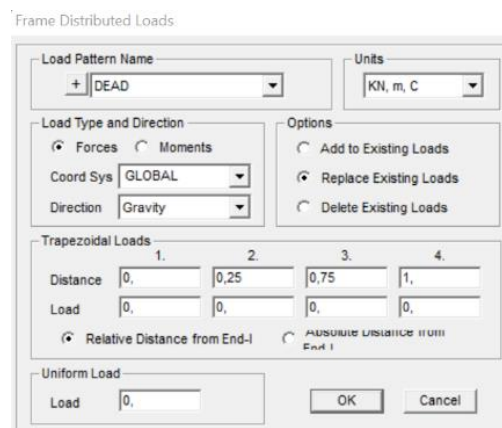 Frame Distributed Loads
Load Pattern Name
+ DEAD
Units
KN, m, C
Load Type and Direction
Forces Moments
Coord Sys GLOBAL
Direction Gravity
Options
Add to Existing Loads
Replace Existing Loads
Delete Existing Loads
Trapezoidal Loads
1. 2. 3. 4.
Distance 0, 0,25 0,75 1,
Load 0, 0, 0, 0,
Relative Distance from End-I
Absolute Distance from
End-I
Uniform Load
Load 0,
OK Cancel